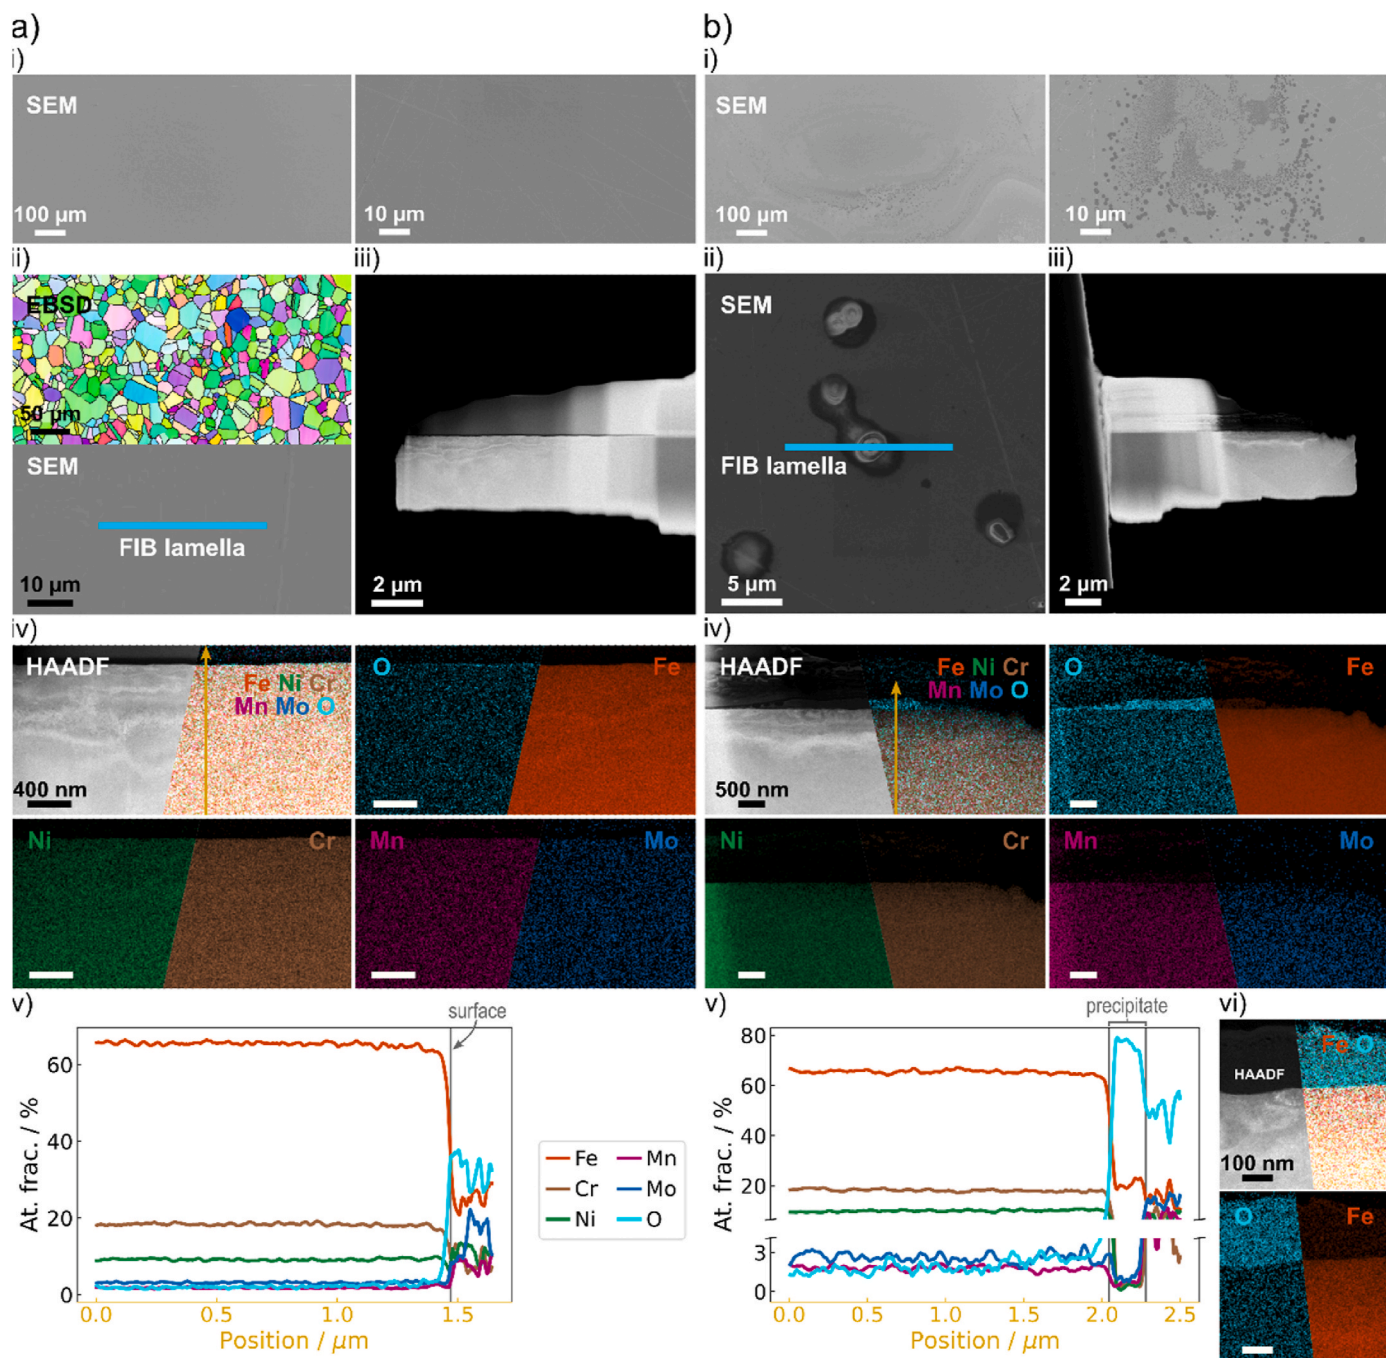 a)
i)
SEM
100 µm
10 µm
ii)
EBSD
50 µm
SEM
FIB lamella
10 µm
iii)
2 µm
iv)
HAADF
Fe Ni Cr
Mn Mo O
400 nm
O
Fe
Ni
Cr
Mn
Mo
v)
surface
At. frac. / %
60
40
20
0
0.0
0.5
1.0
1.5
Position / µm
Fe
Cr
Ni
Mn
Mo
O
b)
i)
SEM
100 µm
10 µm
ii)
SEM
FIB lamella
5 µm
iii)
2 µm
iv)
HAADF
Fe Ni Cr
Mn Mo O
500 nm
O
Fe
Ni
Cr
Mn
Mo
v)
precipitate
At. frac. / %
80
60
40
20
3
0
0.0
0.5
1.0
1.5
2.0
2.5
Position / µm
vi)
Fe O
HAADF
100 nm
O
Fe